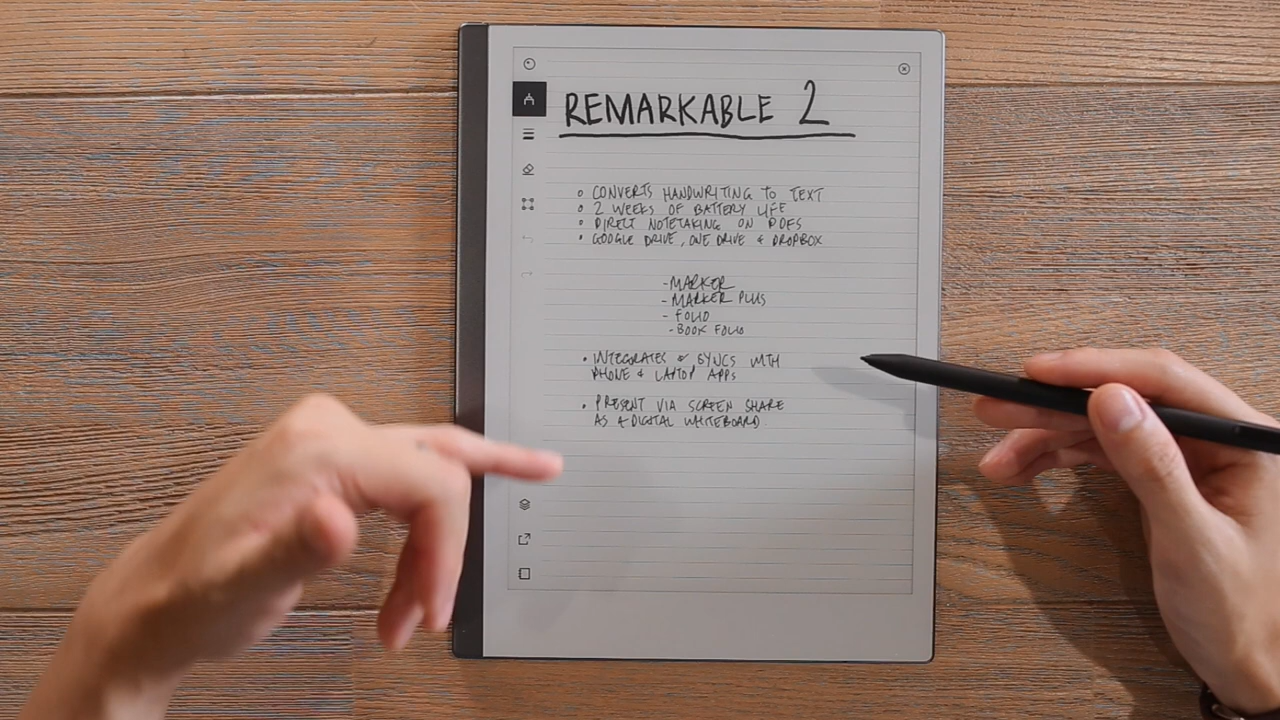 REMARKABLE 2
• CONVERTS HANDWRITING TO TEXT
• 2 WEEKS OF BATTERY LIFE
• DIRECT NOTETAKING ON PDFS
• GOOGLE DRIVE, ONE DRIVE & DROPBOX
- MARKER
- MARKER PLUS
- FOLIO
- BOOK FOLIO
• INTEGRATES & SYNCS WITH
PHONE & LAPTOP APPS
• PRESENT VIA SCREEN SHARE
AS A DIGITAL WHITEBOARD